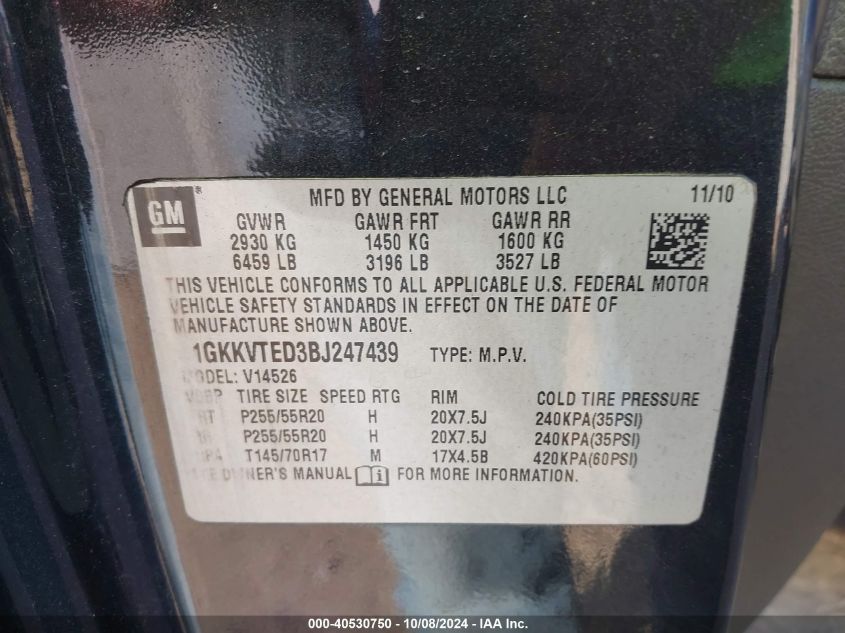 GM ® MFD BY GENERAL MOTORS LLC 11/10
GVWR GAWR FRT GAWR RR
2930 KG 1450 KG 1600 KG
6459 LB 3196 LB 3527 LB
THIS VEHICLE CONFORMS TO ALL APPLICABLE U.S. FEDERAL MOTOR
VEHICLE SAFETY STANDARDS IN EFFECT ON THE DATE OF
MANUFACTURE SHOWN ABOVE.
1GKKVTED3BJ247439 TYPE: M.P.V.
MODEL: V14526
TIRE SIZE SPEED RTG RIM COLD TIRE PRESSURE
P255/55R20 H 20X7.5J 240KPA(35PSI)
P255/55R20 H 20X7.5J 240KPA(35PSI)
T145/70R17 M 17X4.5B 420KPA(60PSI)
OWNER'S MANUAL FOR MORE INFORMATION.
000-40530750 - 10/08/2024 - IAA Inc.